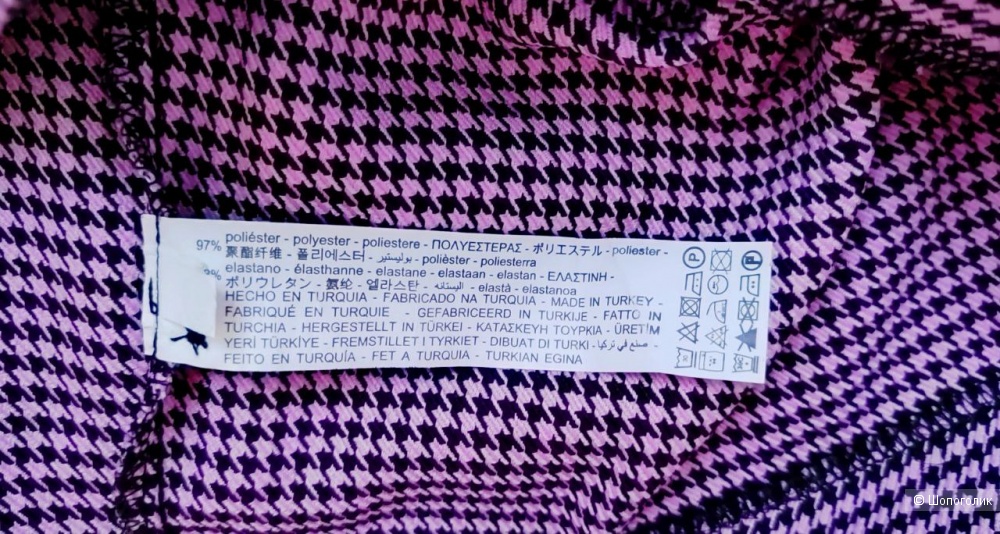 97% poliéster - polyester - poliestere - ΠΟΛΥΕΣΤΕΡΑΣ - ポリエステル - poliester -
聚酯纤维 - 폴리에스터 - بوليستير - polièster - poliesterra
% elastano - élasthanne - elastane - elastaan - elastan - ΕΛΑΣΤΙΝΗ -
ポリウレタン - 氨纶 - 엘라스탄 - اليستانه - elastà - elastanoa
HECHO EN TURQUIA - FABRICADO NA TURQUIA - MADE IN TURKEY -
FABRIQUÉ EN TURQUIE - GEFABRICEERD IN TURKIJE - FATTO IN
TURCHIA - HERGESTELLT IN TÜRKEI - ΚΑΤΑΣΚΕΥΗ ΤΟΥΡΚΙΑ - ÜRETİM
YERİ TÜRKİYE - FREMSTILLET I TYRKIET - DIBUAT DI TURKI - صنع في تركيا -
FEITO EN TURQUÍA - FET A TURQUIA - TURKIAN EGINA
P P
© Шопоголик